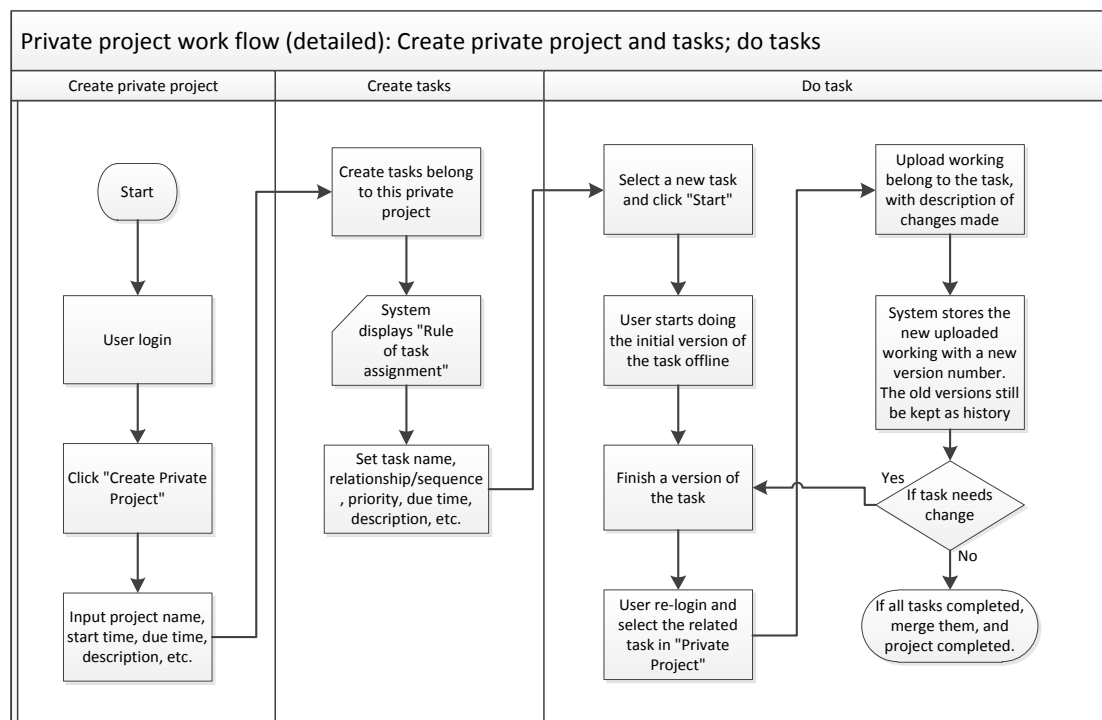 Private project work flow (detailed): Create private project and tasks; do tasks
Create private project
Create tasks
Do task
Start
User login
Click "Create Private
Project"
Input project name,
start time, due time,
description, etc.
Create tasks belong
to this private
project
System
displays "Rule
of task
assignment"
Set task name,
relationship/sequence
, priority, due time,
description, etc.
Select a new task
and click "Start"
User starts doing
the initial version of
the task offline
Finish a version of
the task
User re-login and
select the related
task in "Private
Project"
Upload working
belong to the task,
with description of
changes made
System stores the
new uploaded
working with a new
version number.
The old versions still
be kept as history
Yes
If task needs
change
No
If all tasks completed,
merge them, and
project completed.